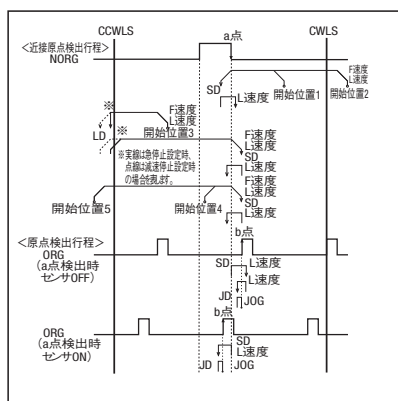 CCWLS
a点
CWLS
<近接原点検出行程>
NORG
F速度
L速度
SD
L速度
開始位置1
開始位置2
※
F速度
L速度
LD
※
開始位置3
F速度
L速度
SD
L速度
※実線は急停止設定時、
点線は減速停止設定時
の場合を表します。
F速度
L速度
SD
L速度
開始位置5
開始位置4
<原点検出行程>
b点
ORG
(a点検出時
センサOFF)
SD
L速度
L速度
JD
JOG
b点
ORG
(a点検出時
センサON)
SD
L速度
JD
JOG